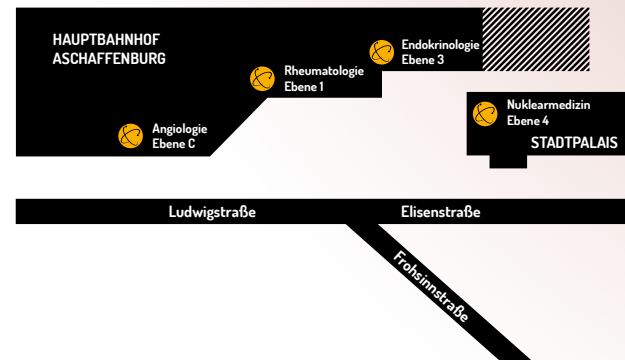 HAUPTBAHNHOF
ASCHAFFENBURG
Endokrinologie
Ebene 3
Rheumatologie
Ebene 1
Angiologie
Ebene C
Nuklearmedizin
Ebene 4
STADTPALAIS
Ludwigstraße
Elisenstraße
Frohsinnstraße